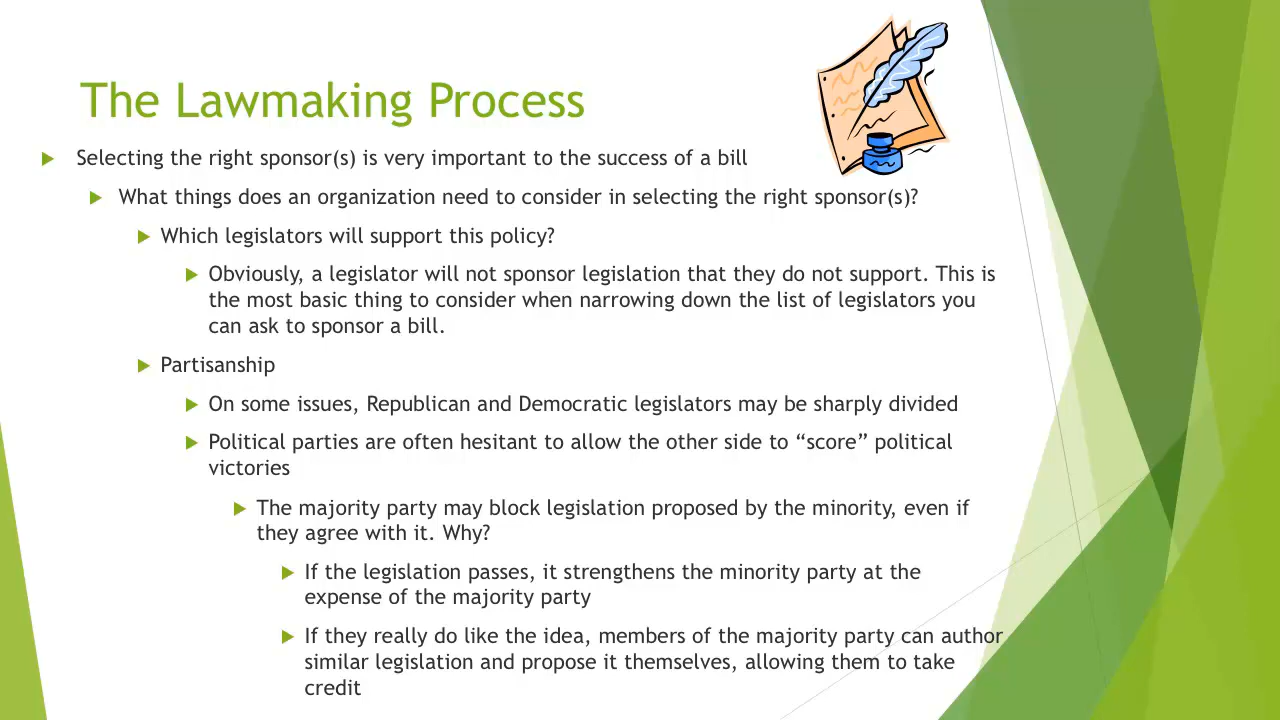 The Lawmaking Process
Selecting the right sponsor(s) is very important to the success of a bill
What things does an organization need to consider in selecting the right sponsor(s)?
Which legislators will support this policy?
Obviously, a legislator will not sponsor legislation that they do not support. This is
the most basic thing to consider when narrowing down the list of legislators you
can ask to sponsor a bill.
Partisanship
On some issues, Republican and Democratic legislators may be sharply divided
Political parties are often hesitant to allow the other side to “score” political
victories
The majority party may block legislation proposed by the minority, even if
they agree with it. Why?
If the legislation passes, it strengthens the minority party at the
expense of the majority party
If they really do like the idea, members of the majority party can author
similar legislation and propose it themselves, allowing them to take
credit